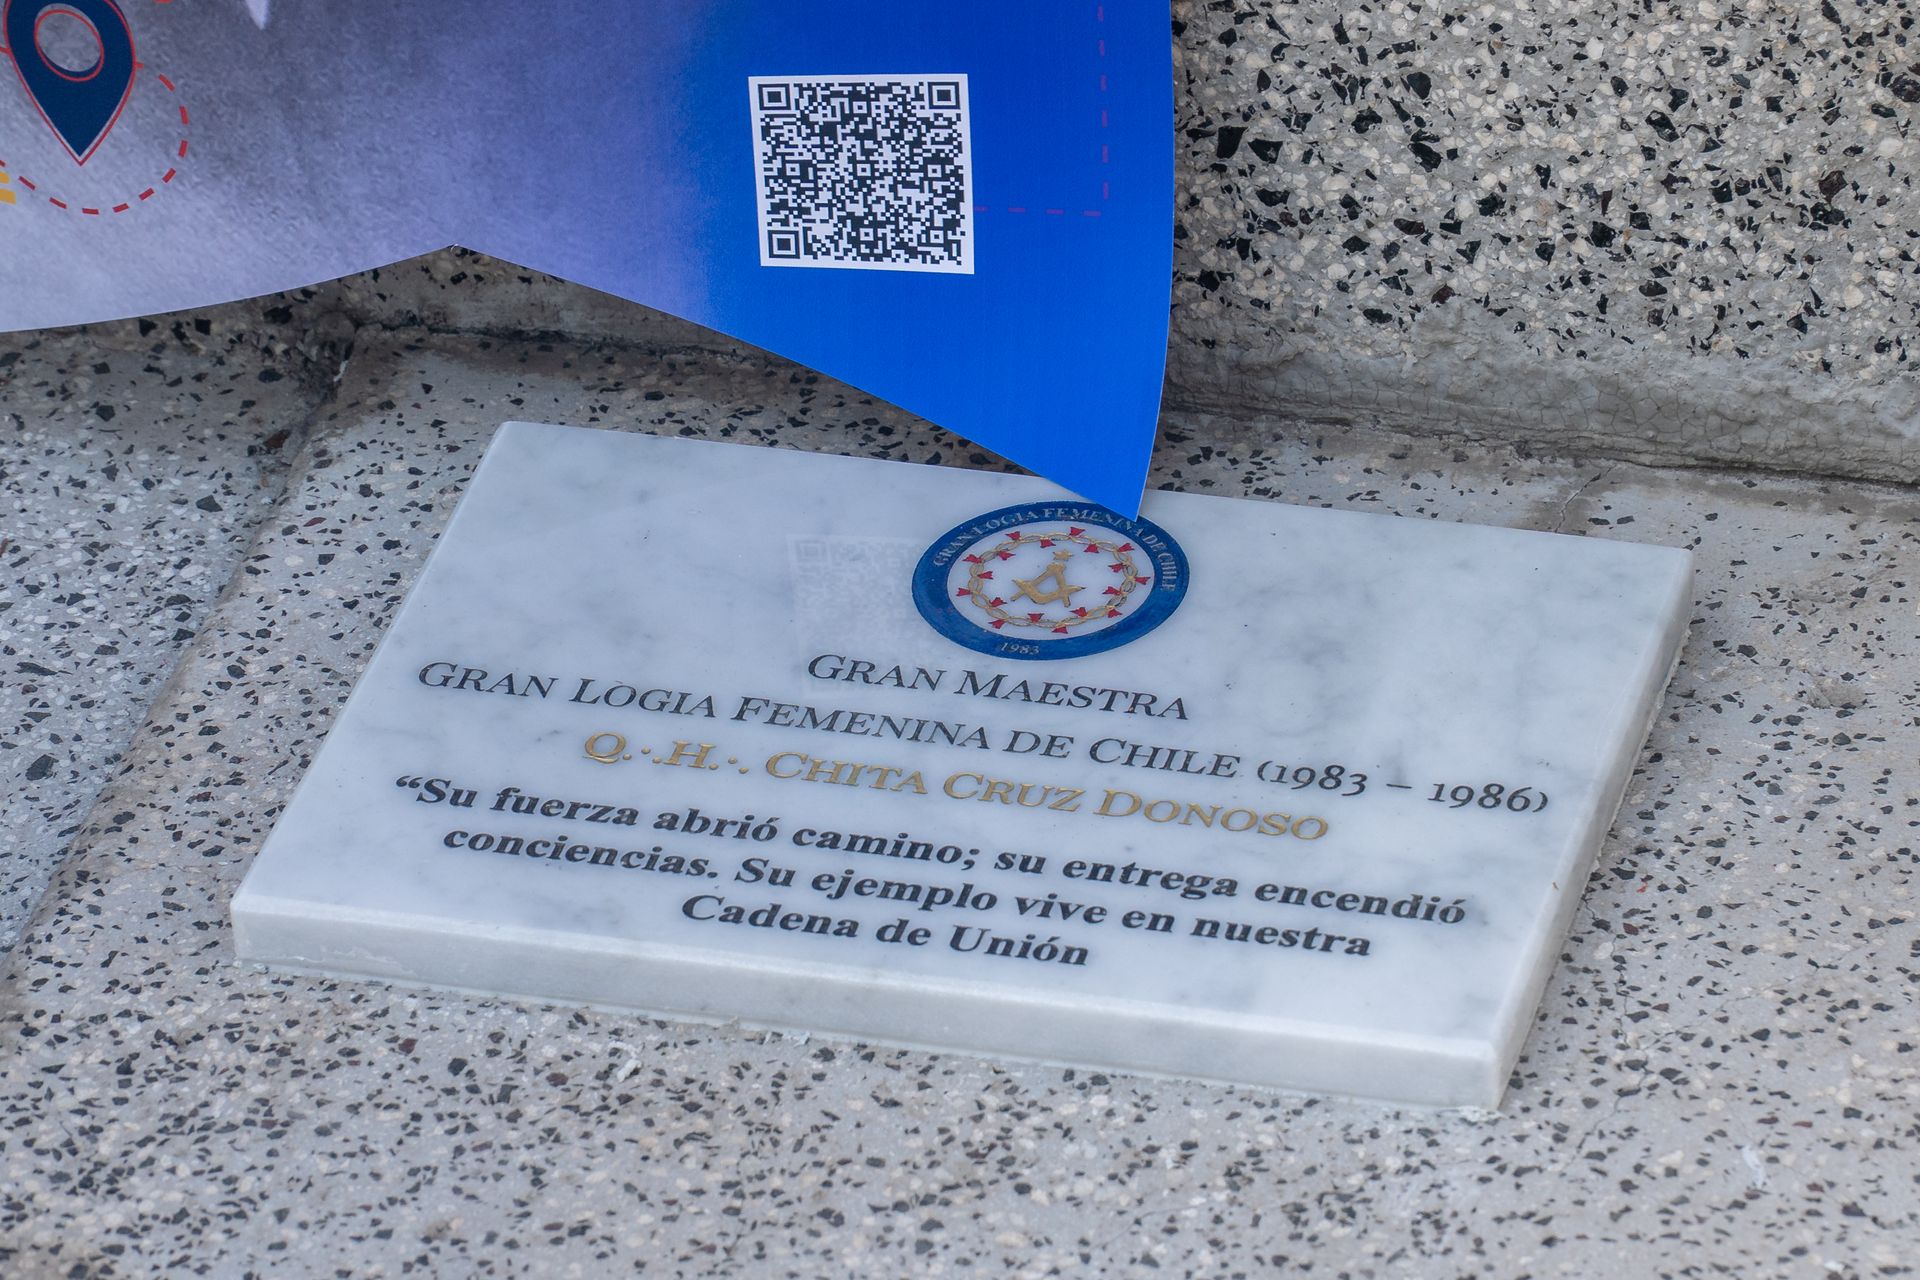 GRAN LOGIA FEMENINA DE CHILE
1983
GRAN MAESTRA
GRAN LOGIA FEMENINA DE CHILE (1983 – 1986)
Q.·.H.·. CHITA CRUZ DONOSO
“Su fuerza abrió camino; su entrega encendió
conciencias. Su ejemplo vive en nuestra
Cadena de Unión